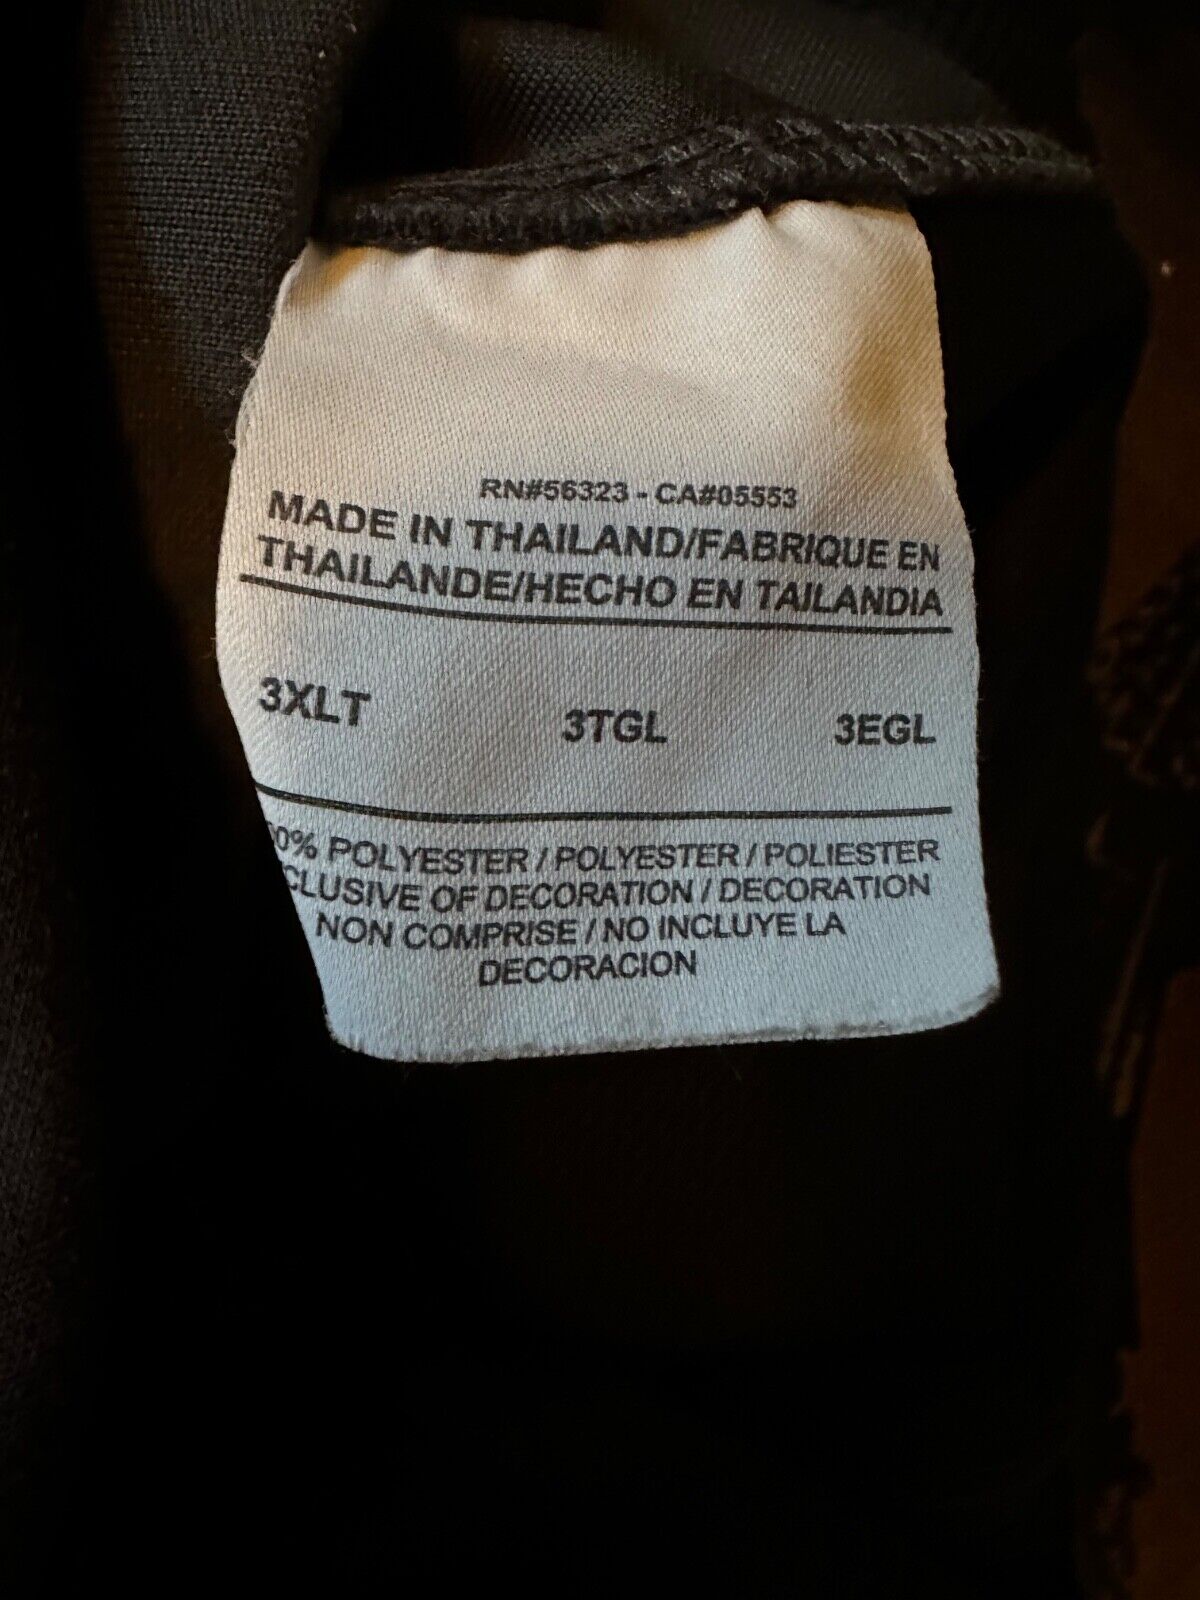 RN#56323 - CA#05553
MADE IN THAILAND/FABRIQUE EN
THAILANDE/HECHO EN TAILANDIA
3XLT 3TGL 3EGL
POLYESTER / POLYESTER / POLIESTER
OF DECORATION / DECORATION
NON COMPRISE / NO INCLUYE LA
DECORACION